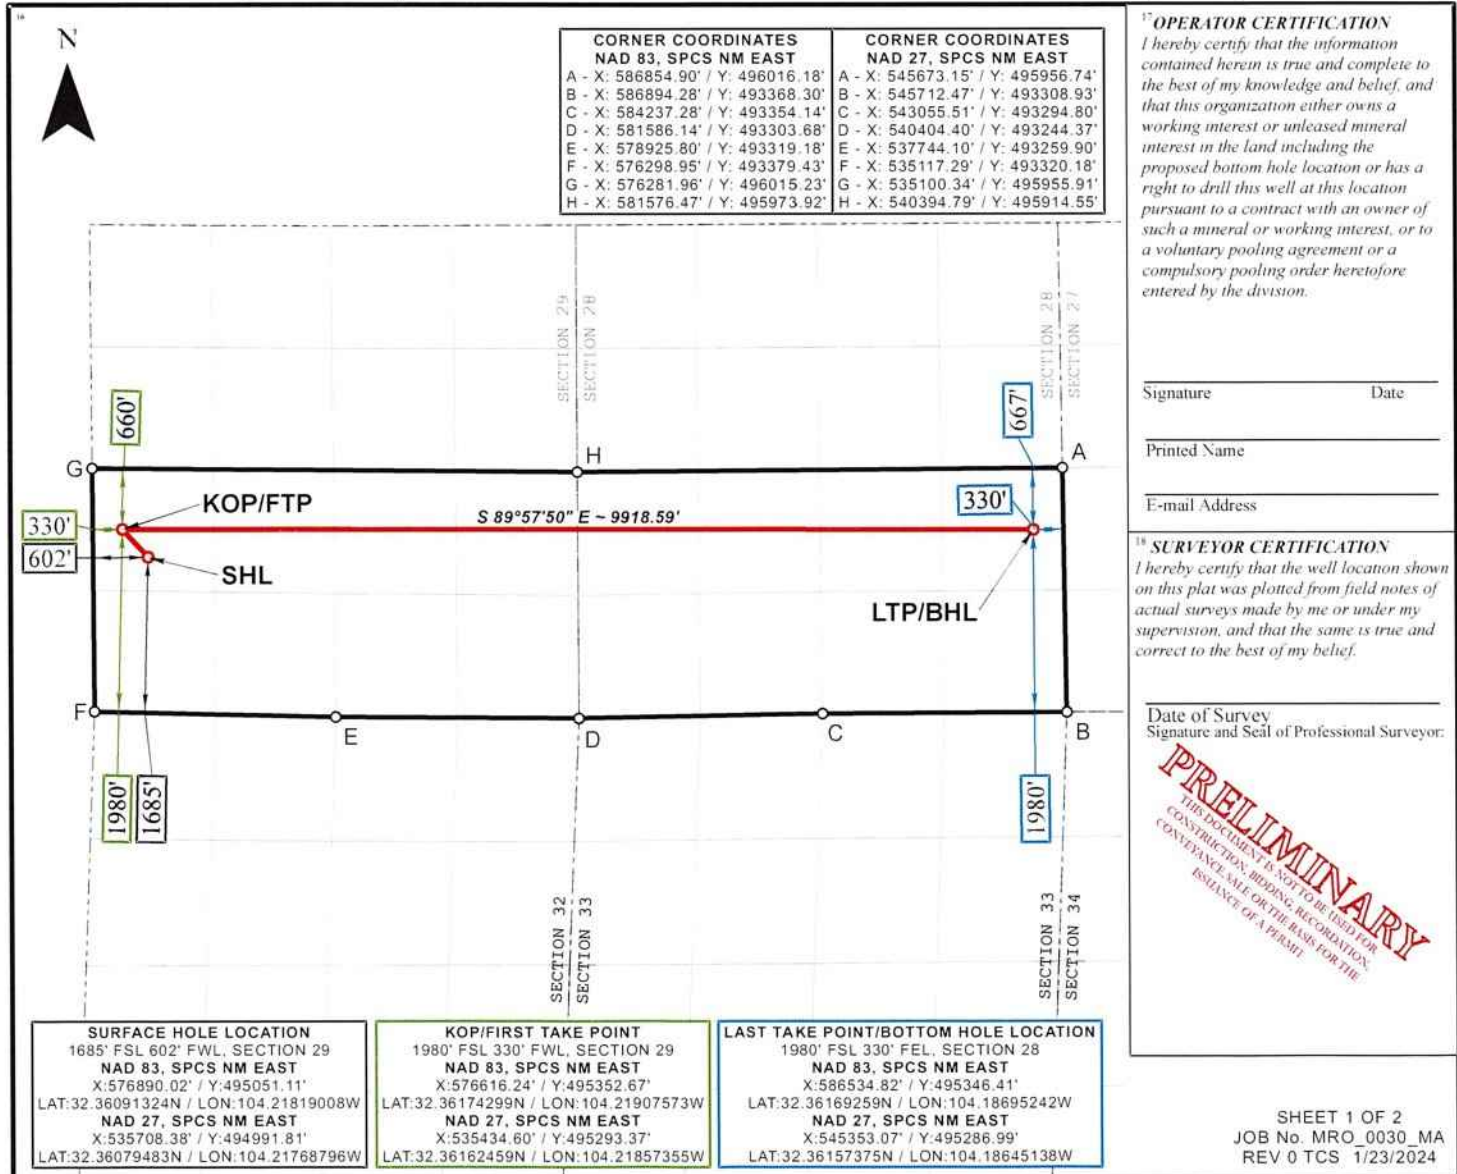 16
N
CORNER COORDINATES
NAD 83, SPCS NM EAST
A - X: 586854.90' / Y: 496016.18'
B - X: 586894.28' / Y: 493368.30'
C - X: 584237.28' / Y: 493354.14'
D - X: 581586.14' / Y: 493303.68'
E - X: 578925.80' / Y: 493319.18'
F - X: 576298.95' / Y: 493379.43'
G - X: 576281.96' / Y: 496015.23'
H - X: 581576.47' / Y: 495973.92'
CORNER COORDINATES
NAD 27, SPCS NM EAST
A - X: 545673.15' / Y: 495956.74'
B - X: 545712.47' / Y: 493308.93'
C - X: 543055.51' / Y: 493294.80'
D - X: 540404.40' / Y: 493244.37'
E - X: 537744.10' / Y: 493259.90'
F - X: 535117.29' / Y: 493320.18'
G - X: 535100.34' / Y: 495955.91'
H - X: 540394.79' / Y: 495914.55'
SECTION 29
SECTION 28
SECTION 28
SECTION 27
660'
667'
G
H
A
KOP/FTP
330'
S 89°57'50" E ~ 9918.59'
330'
602'
SHL
LTP/BHL
F
E
D
C
B
1980'
1685'
1980'
SECTION 32
SECTION 33
SECTION 33
SECTION 34
SURFACE HOLE LOCATION
1685' FSL 602' FWL, SECTION 29
NAD 83, SPCS NM EAST
X:576890.02' / Y:495051.11'
LAT:32.36091324N / LON:104.21819008W
NAD 27, SPCS NM EAST
X:535708.38' / Y:494991.81'
LAT:32.36079483N / LON:104.21768796W
KOP/FIRST TAKE POINT
1980' FSL 330' FWL, SECTION 29
NAD 83, SPCS NM EAST
X:576616.24' / Y:495352.67'
LAT:32.36174299N / LON:104.21907573W
NAD 27, SPCS NM EAST
X:535434.60' / Y:495293.37'
LAT:32.36162459N / LON:104.21857355W
LAST TAKE POINT/BOTTOM HOLE LOCATION
1980' FSL 330' FEL, SECTION 28
NAD 83, SPCS NM EAST
X:586534.82' / Y:495346.41'
LAT:32.36169259N / LON:104.18695242W
NAD 27, SPCS NM EAST
X:545353.07' / Y:495286.99'
LAT:32.36157375N / LON:104.18645138W
17 OPERATOR CERTIFICATION
I hereby certify that the information
contained herein is true and complete to
the best of my knowledge and belief, and
that this organization either owns a
working interest or unleased mineral
interest in the land including the
proposed bottom hole location or has a
right to drill this well at this location
pursuant to a contract with an owner of
such a mineral or working interest, or to
a voluntary pooling agreement or a
compulsory pooling order heretofore
entered by the division.
Signature Date
Printed Name
E-mail Address
18 SURVEYOR CERTIFICATION
I hereby certify that the well location shown
on this plat was plotted from field notes of
actual surveys made by me or under my
supervision, and that the same is true and
correct to the best of my belief.
Date of Survey
Signature and Seal of Professional Surveyor:
PRELIMINARY
THIS DOCUMENT IS NOT TO BE USED FOR
CONSTRUCTION, BIDDING, RECORDATION,
CONVEYANCE, SALE OR THE BASIS FOR THE
ISSUANCE OF A PERMIT
SHEET 1 OF 2
JOB No. MRO_0030_MA
REV 0 TCS 1/23/2024